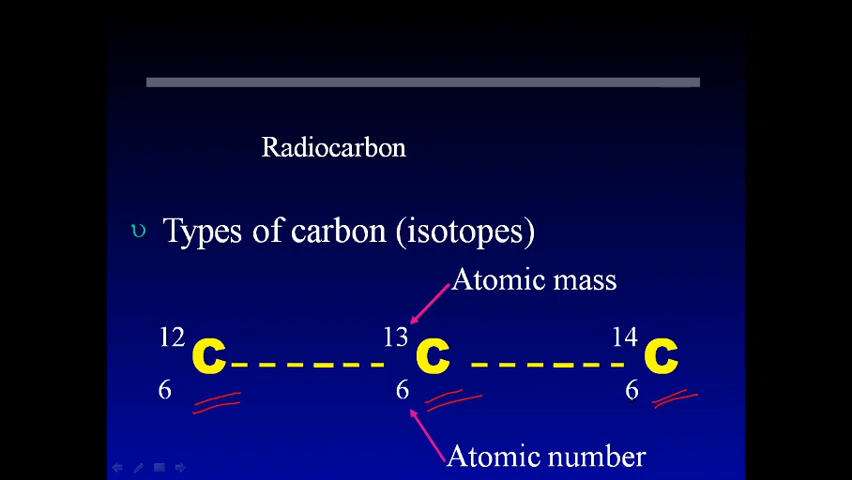 Radiocarbon
υ Types of carbon (isotopes)
Atomic mass
12 13 14
C C C
6 6 6
Atomic number